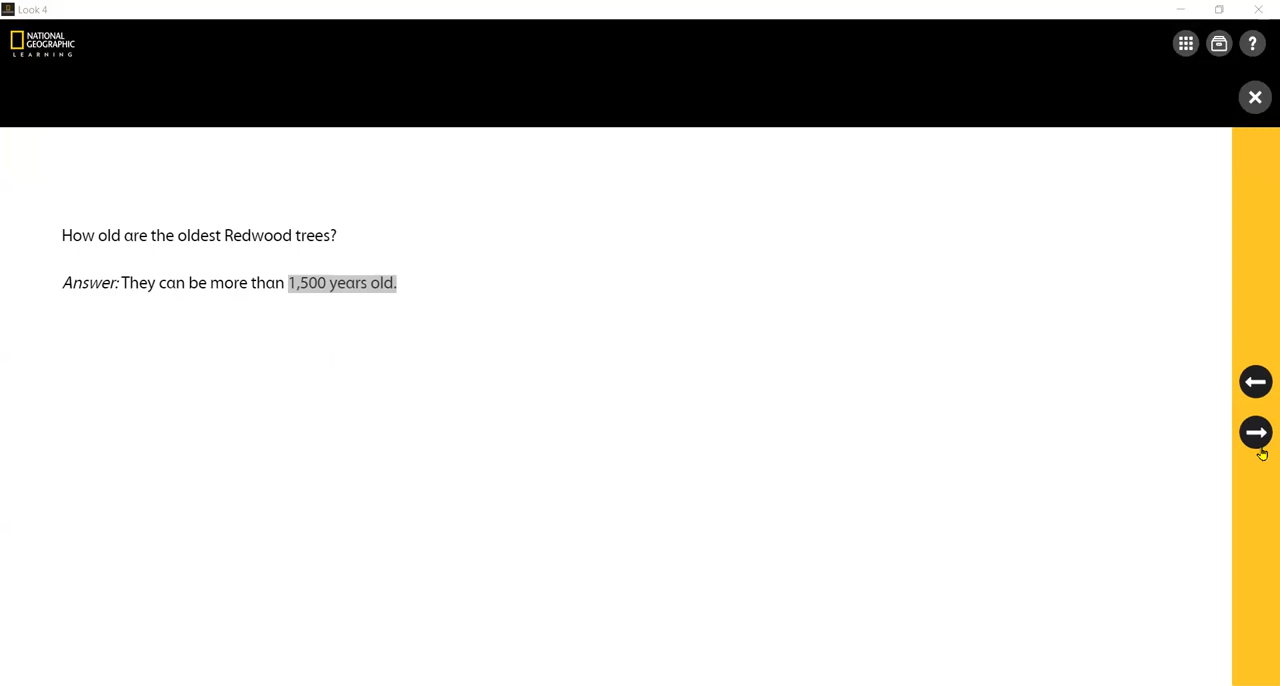 Look 4
NATIONAL
GEOGRAPHIC
LEARNING
?
How old are the oldest Redwood trees?
Answer: They can be more than 1,500 years old.